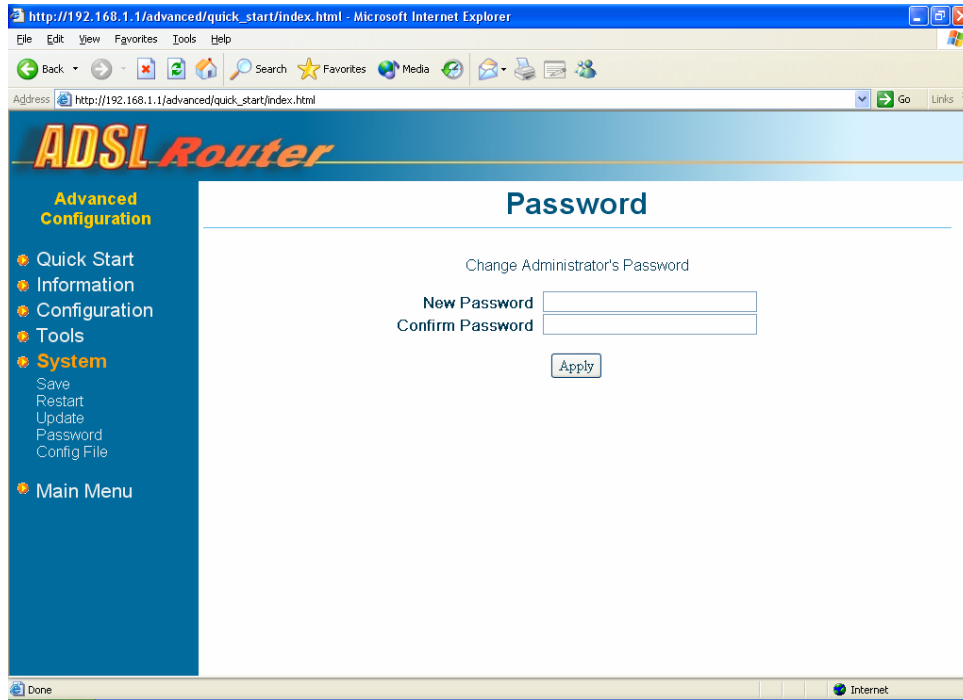 http://192.168.1.1/advanced/quick_start/index.html - Microsoft Internet Explorer
File Edit View Favorites Tools Help
Back Search Favorites Media
Address http://192.168.1.1/advanced/quick_start/index.html Go Links
ADSL Router
Advanced
Configuration
Quick Start
Information
Configuration
Tools
System
Save
Restart
Update
Password
Config File
Main Menu
Password
Change Administrator's Password
New Password
Confirm Password
Apply
Done Internet